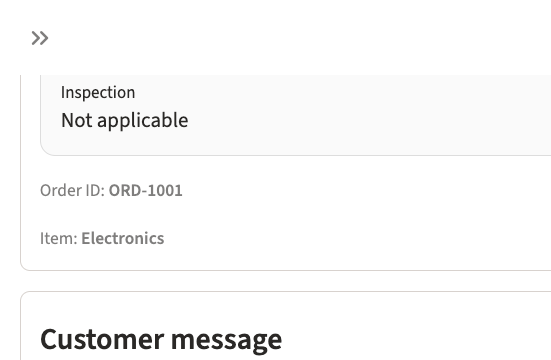 Inspection
Not applicable
Order ID: ORD-1001
Item: Electronics
Customer message